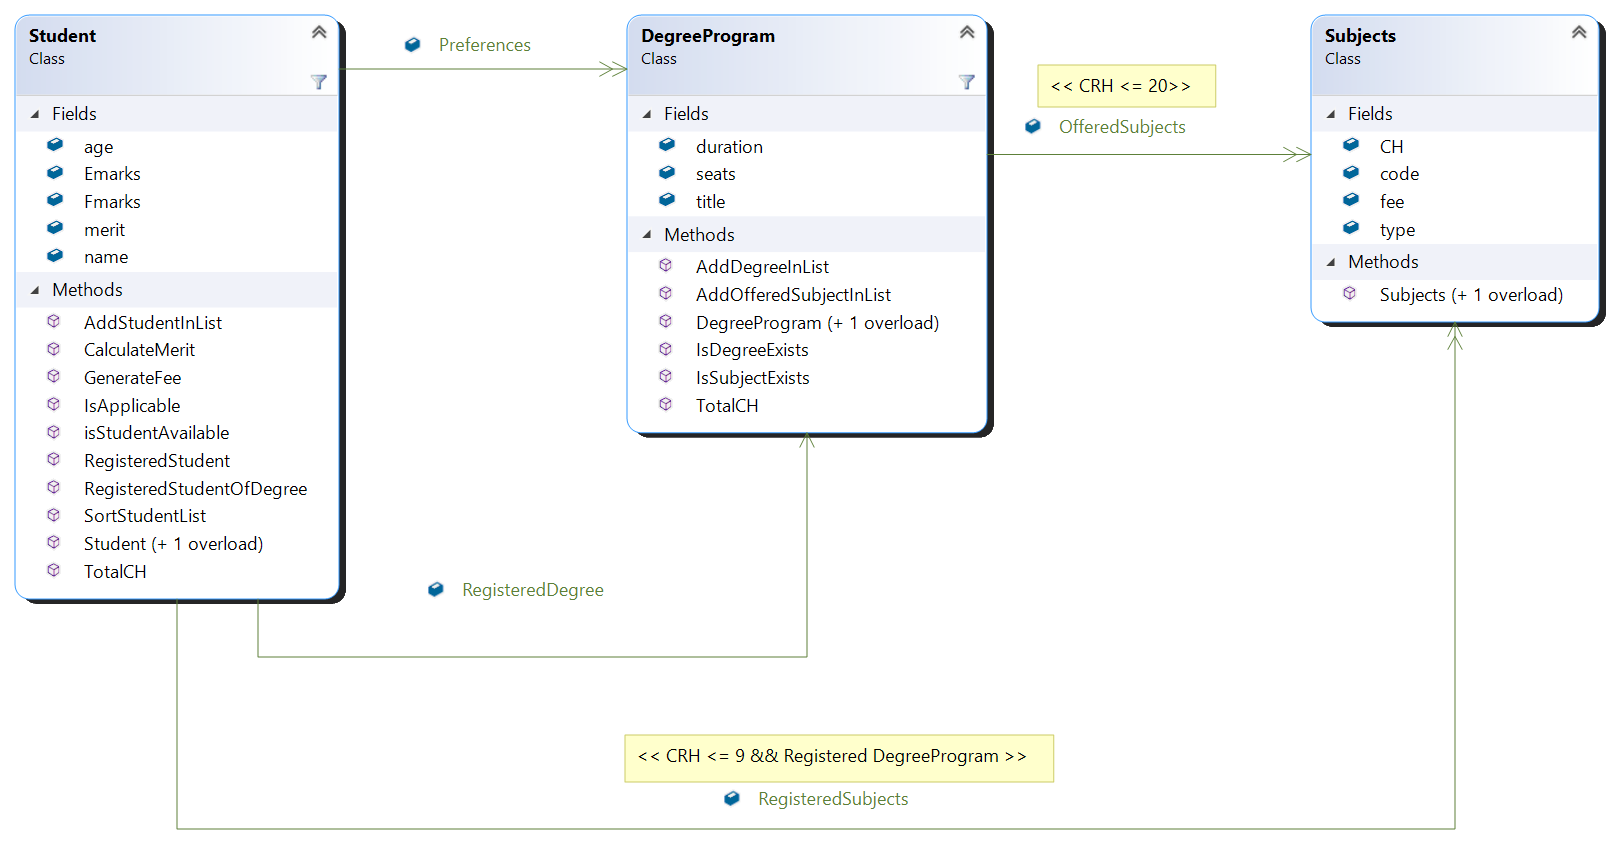 Student
Class
Fields
age
Emarks
Fmarks
merit
name
Methods
AddStudentInList
CalculateMerit
GenerateFee
IsApplicable
isStudentAvailable
RegisteredStudent
RegisteredStudentOfDegree
SortStudentList
Student (+ 1 overload)
TotalCH
Preferences
DegreeProgram
Class
Fields
duration
seats
title
Methods
AddDegreeInList
AddOfferedSubjectInList
DegreeProgram (+ 1 overload)
IsDegreeExists
IsSubjectExists
TotalCH
<< CRH <= 20>>
OfferedSubjects
Subjects
Class
Fields
CH
code
fee
type
Methods
Subjects (+ 1 overload)
RegisteredDegree
<< CRH <= 9 && Registered DegreeProgram >>
RegisteredSubjects